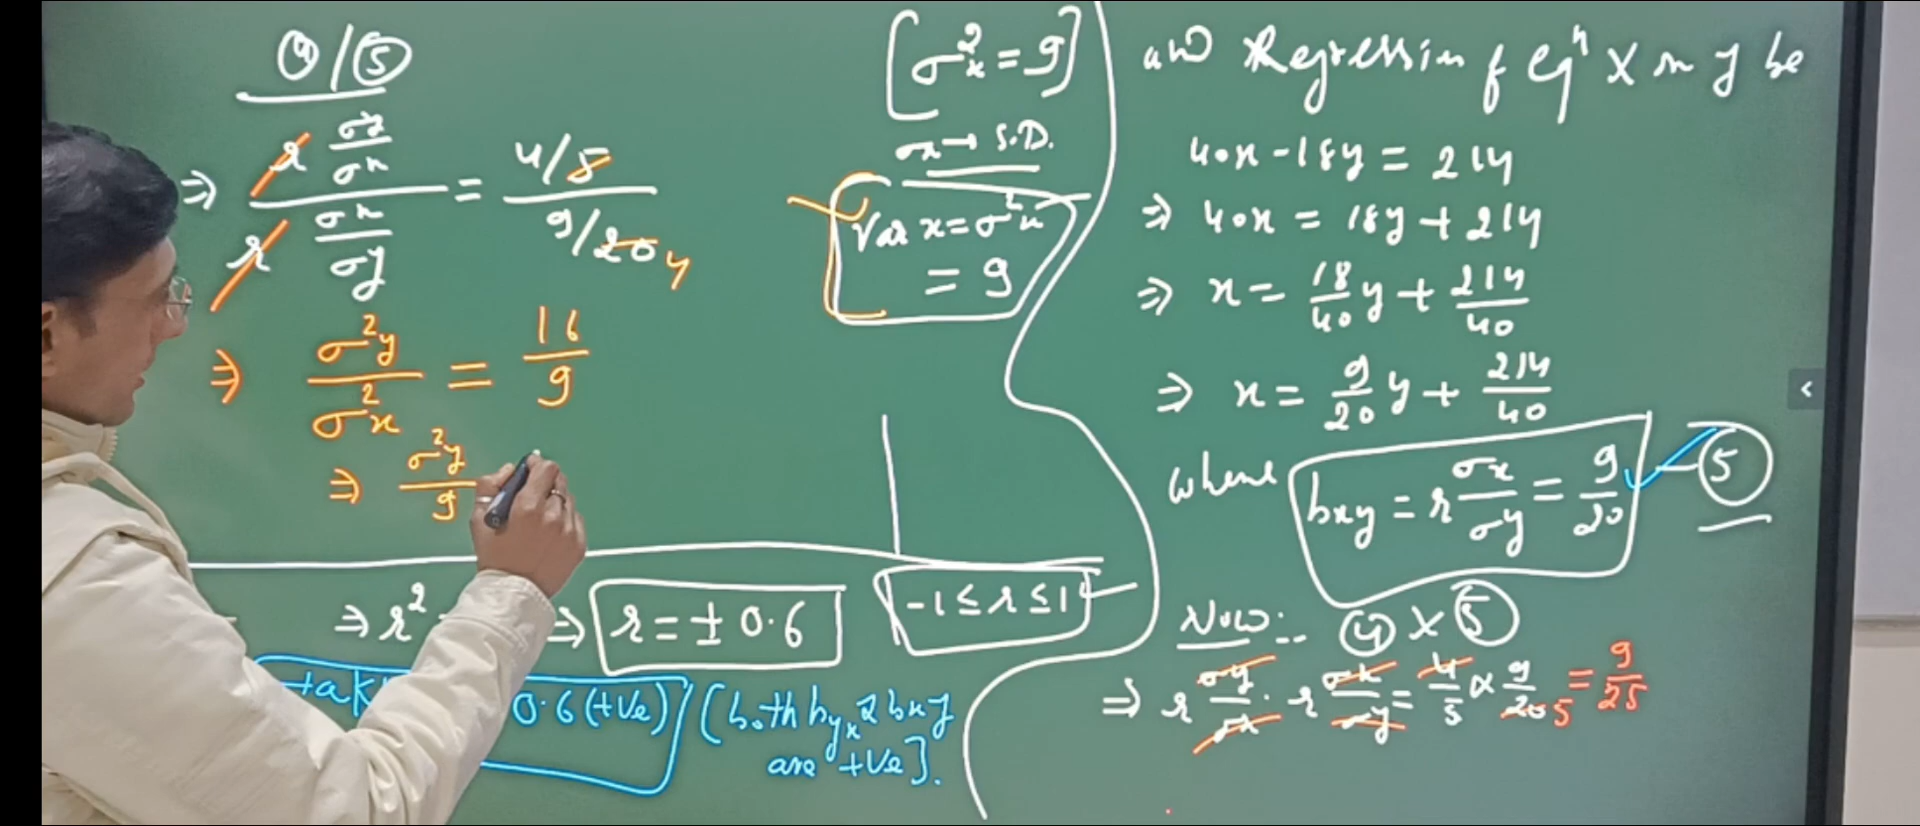 ④/⑤
[σ²x = 9]
σx → S.D.
⇒ r σy/σx / r σx/σy = 4/5 / 9/20 4
Var x = σ²x
= 9
⇒ σ²y/σ²x = 16/9
⇒ σ²y/9
⇒ r²
⇒ r = ± 0.6
-1 ≤ r ≤ 1
0.6 (+ve) (both byx & bxy
are +ve].
and Regression of Eqⁿ X on y be
40x - 18y = 214
⇒ 40x = 18y + 214
⇒ x = 18/40 y + 214/40
⇒ x = 9/20 y + 214/40
where bxy = r σx/σy = 9/20 - ⑤
Now:- ④ × ⑤
⇒ r σy/σx · r σx/σy = 4/5 × 9/20 5 = 9/25